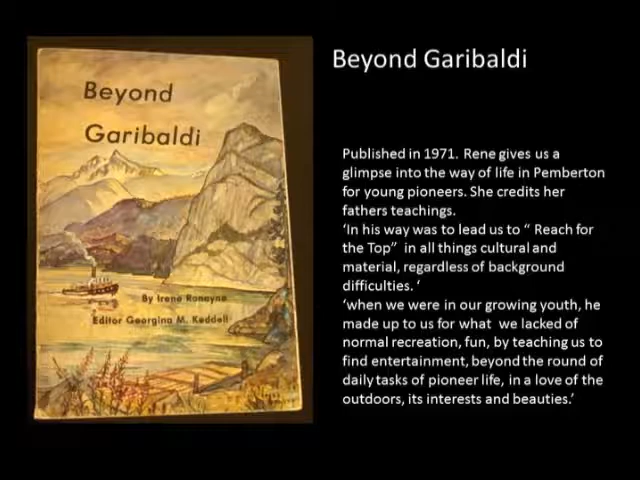 Beyond Garibaldi
Beyond
Garibaldi
By Irene Ronayne
Editor Georgina M. Keddell
Published in 1971. Rene gives us a
glimpse into the way of life in Pemberton
for young pioneers. She credits her
fathers teachings.
‘In his way was to lead us to “ Reach for
the Top” in all things cultural and
material, regardless of background
difficulties. ‘
‘when we were in our growing youth, he
made up to us for what we lacked of
normal recreation, fun, by teaching us to
find entertainment, beyond the round of
daily tasks of pioneer life, in a love of the
outdoors, its interests and beauties.’